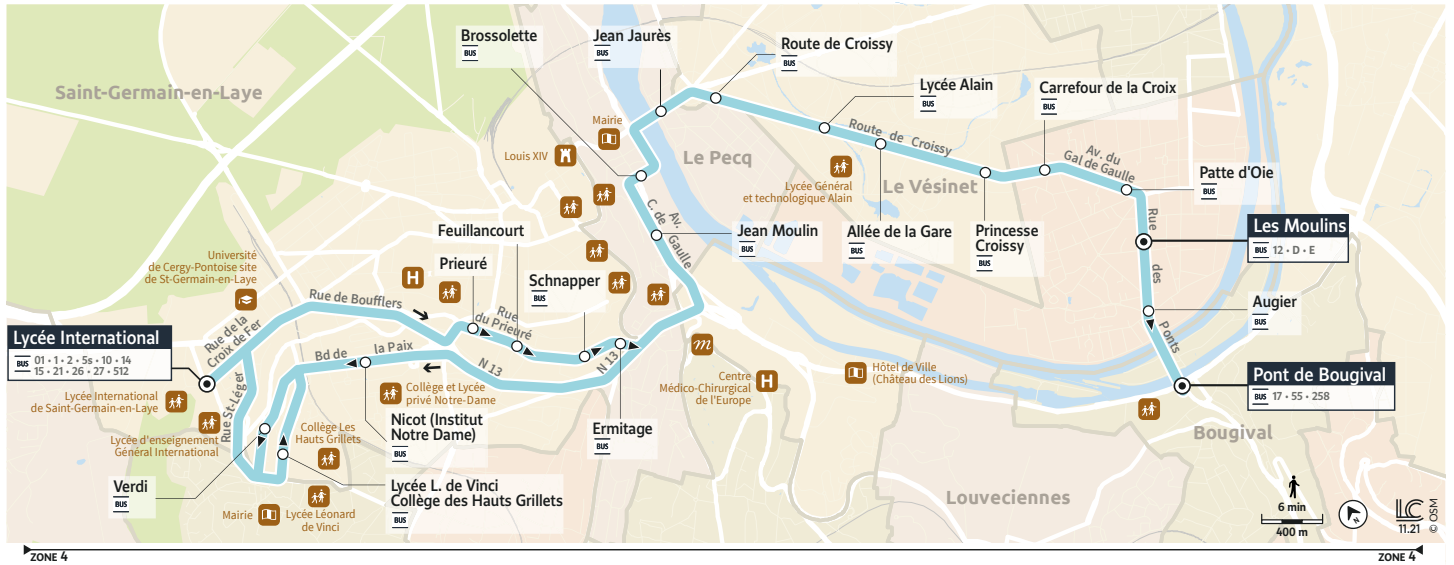 Saint-Germain-en-Laye
Brossolette
BUS
Jean Jaurès
BUS
Route de Croissy
BUS
Lycée Alain
BUS
Carrefour de la Croix
BUS
Mairie
Louis XIV
Le Pecq
Route de Croissy
Av. du
Gal de Gaulle
Lycée Général
et technologique Alain
Le Vésinet
Patte d'Oie
BUS
Av.
C. de Gaulle
Jean Moulin
BUS
Allée de la Gare
BUS
Princesse
Croissy
BUS
Rue des Ponts
Les Moulins
BUS 12 • D • E
Feuillancourt
Prieuré
Schnapper
BUS
Université
de Cergy-Pontoise site
de St-Germain-en-Laye
H
Rue de Boufflers
Rue
du Prieuré
Augier
BUS
Lycée International
BUS 01 • 1 • 2 • 5s • 10 • 14
15 • 21 • 26 • 27 • 512
Rue de la
Croix de Fer
Bd de la Paix
N 13
N 13
m
Centre
Médico-Chirurgical
de l'Europe
H
Hôtel de Ville
(Château des Lions)
Pont de Bougival
BUS 17 • 55 • 258
Lycée International
de Saint-Germain-en-Laye
Rue St-Léger
Collège et Lycée
privé Notre-Dame
Lycée d'enseignement
Général International
Collège Les
Hauts Grillets
Nicot (Institut
Notre Dame)
BUS
Ermitage
BUS
Bougival
Verdi
BUS
Lycée L. de Vinci
Collège des Hauts Grillets
BUS
Mairie
Lycée Léonard
de Vinci
Louveciennes
6 min
400 m
N
LC
11.21
© OSM
ZONE 4
ZONE 4